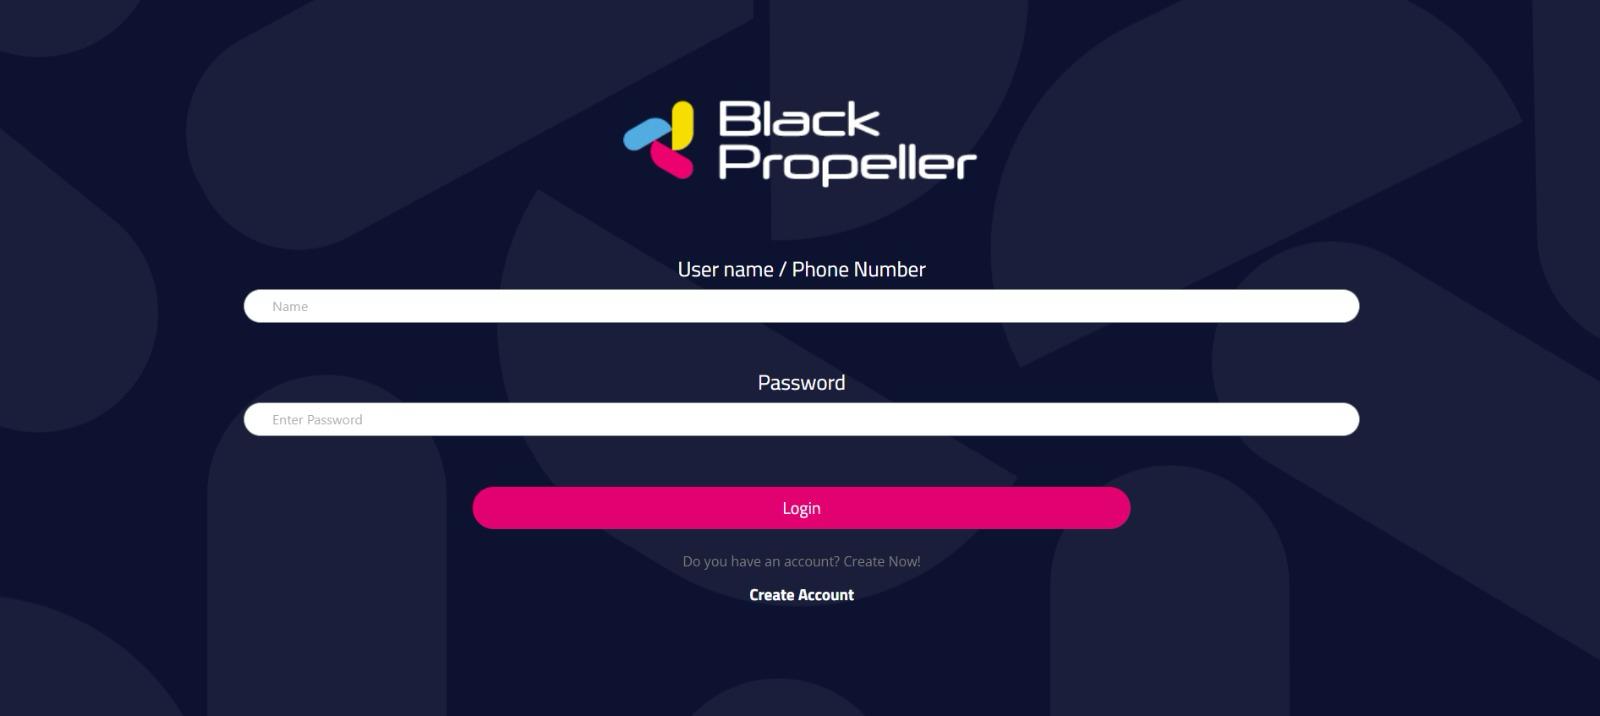 Black
Propeller
User name / Phone Number
Name
Password
Enter Password
Login
Do you have an account? Create Now!
Create Account